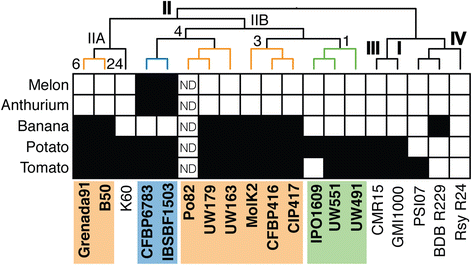 II
IIB
IIA
4
IV
6
24
3
1
III
I
Melon
ND
Anthurium
ND
Banana
ND
Potato
ND
Tomato
ND
Grenada91
B50
K60
CFBP6783
IBSBF1503
Po82
UW179
UW163
MolK2
CFBP416
CIP417
IPO1609
UW551
UW491
CMR15
GMI1000
PSI07
BDB R229
Rsy R24